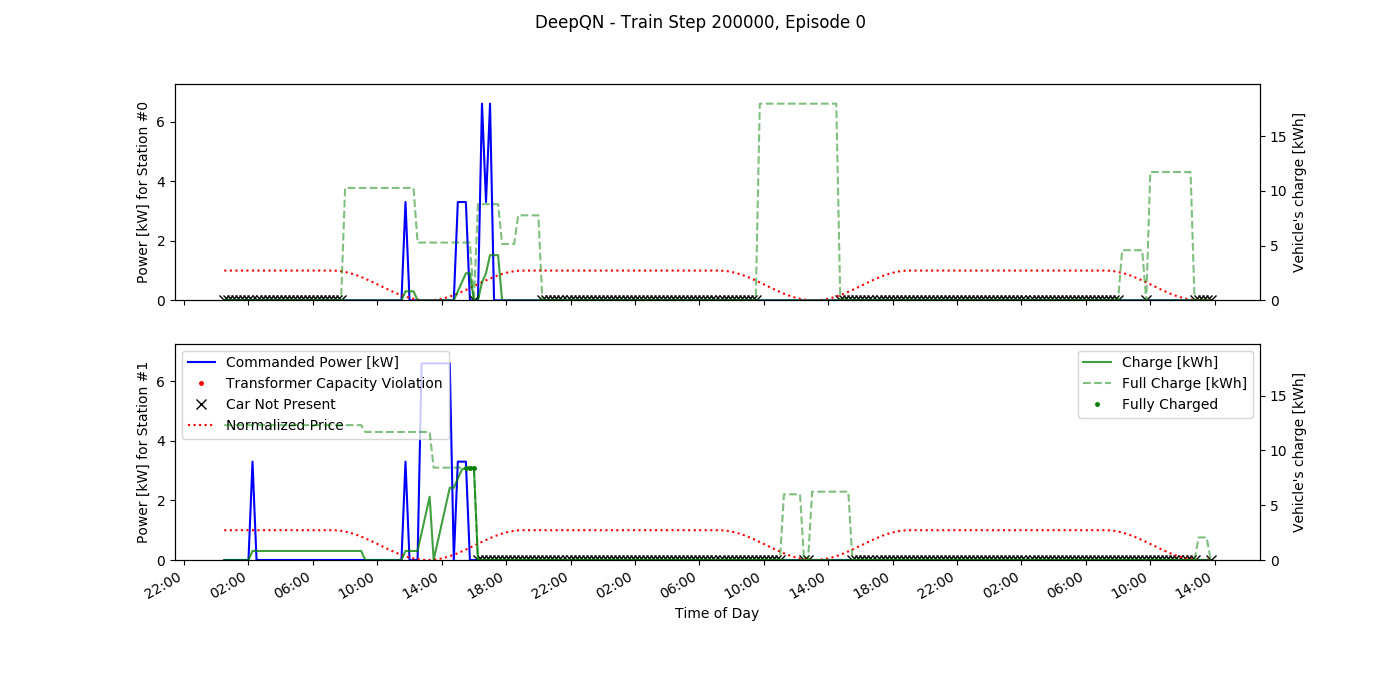 DeepQN - Train Step 200000, Episode 0
Power [kW] for Station #0
6
4
2
0
15
10
5
0
Vehicle's charge [kWh]
Power [kW] for Station #1
6
4
2
0
Commanded Power [kW]
Transformer Capacity Violation
Car Not Present
Normalized Price
Charge [kWh]
Full Charge [kWh]
Fully Charged
15
10
5
0
Vehicle's charge [kWh]
22:00 02:00 06:00 10:00 14:00 18:00 22:00 02:00 06:00 10:00 14:00 18:00 22:00 02:00 06:00 10:00 14:00
Time of Day